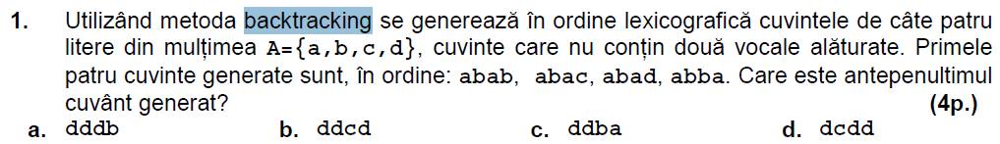 1. Utilizând metoda backtracking se generează în ordine lexicografică cuvintele de câte patru
litere din mulțimea A={a,b,c,d}, cuvinte care nu conțin două vocale alăturate. Primele
patru cuvinte generate sunt, în ordine: abab, abac, abad, abba. Care este antepenultimul
cuvânt generat? (4p.)
a. dddb b. ddcd c. ddba d. dcdd